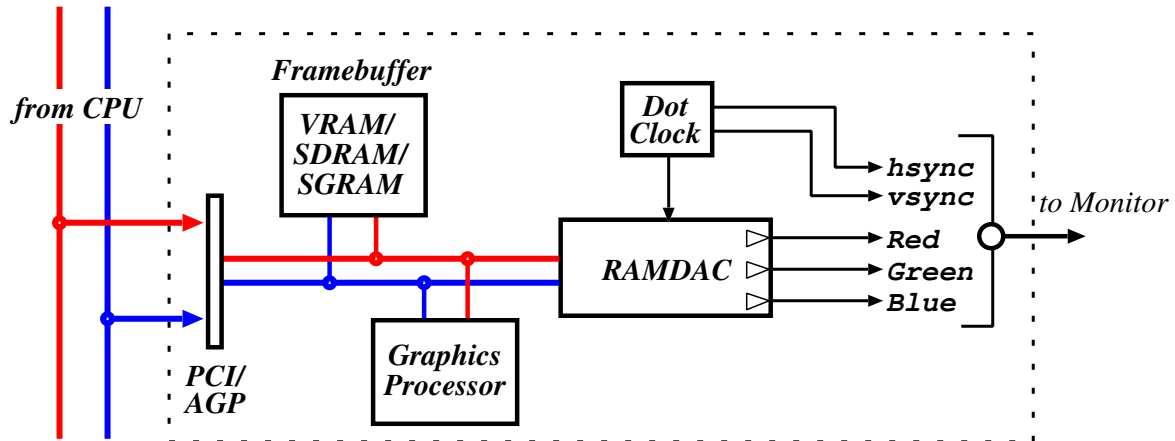 from CPU
PCI/
AGP
Framebuffer
VRAM/
SDRAM/
SGRAM
Graphics
Processor
Dot
Clock
RAMDAC
hsync
vsync
Red
Green
Blue
to Monitor